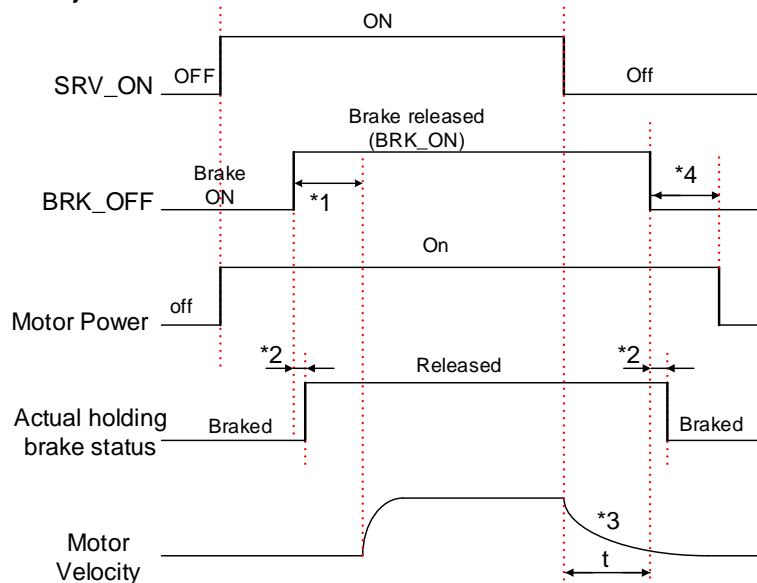 ON
SRV_ON
OFF
Off
Brake released
(BRK_ON)
Brake
ON
BRK_OFF
*1
*4
On
Motor Power
off
*2
Released
*2
Actual holding
brake status
Braked
Braked
*3
Motor
Velocity
t